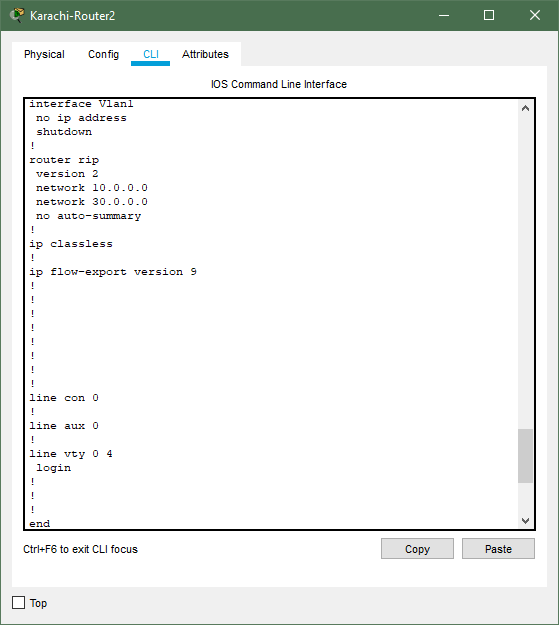 Karachi-Router2
Physical Config CLI Attributes
IOS Command Line Interface
interface Vlan1
no ip address
shutdown
!
router rip
version 2
network 10.0.0.0
network 30.0.0.0
no auto-summary
!
ip classless
!
ip flow-export version 9
!
!
!
!
!
!
!
!
line con 0
!
line aux 0
!
line vty 0 4
login
!
!
!
end
Ctrl+F6 to exit CLI focus
Copy Paste
Top